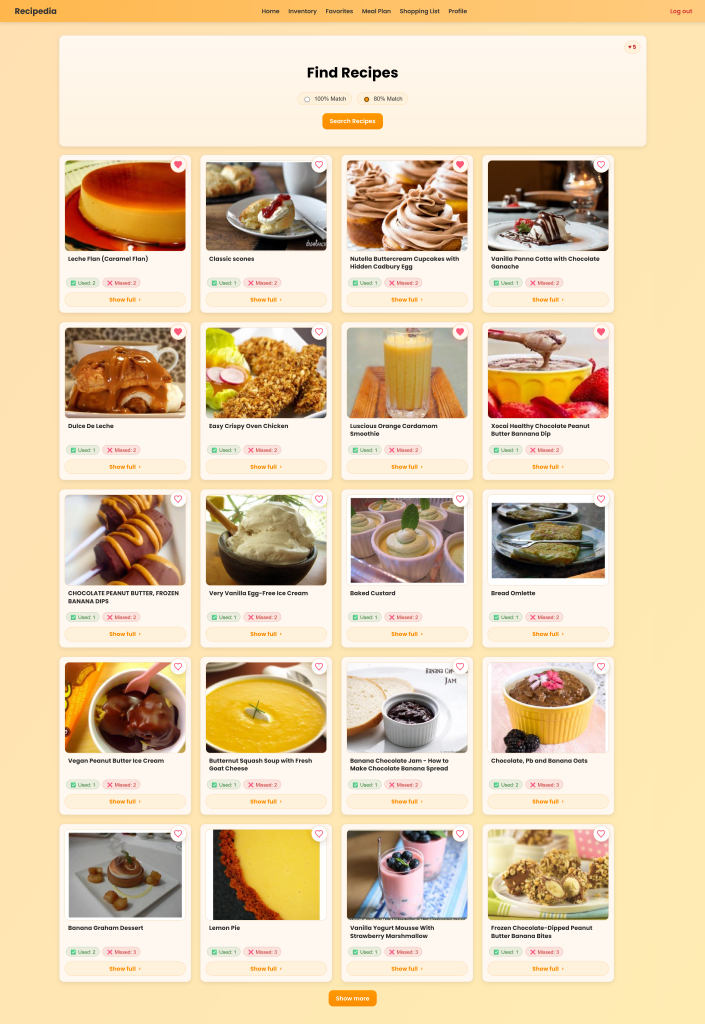 Recipedia
Home Inventory Favorites Meal Plan Shopping List Profile
Log out
♥ 5
Find Recipes
100% Match 80% Match
Search Recipes
Leche Flan (Caramel Flan)
Used: 2 Missed: 2
Show full ›
Classic scones
Used: 1 Missed: 2
Show full ›
Nutella Buttercream Cupcakes with
Hidden Cadbury Egg
Used: 1 Missed: 2
Show full ›
Vanilla Panna Cotta with Chocolate
Ganache
Used: 1 Missed: 2
Show full ›
Dulce De Leche
Used: 1 Missed: 2
Show full ›
Easy Crispy Oven Chicken
Used: 1 Missed: 2
Show full ›
Luscious Orange Cardamom
Smoothie
Used: 1 Missed: 2
Show full ›
Xocai Healthy Chocolate Peanut
Butter Bannana Dip
Used: 1 Missed: 2
Show full ›
CHOCOLATE PEANUT BUTTER, FROZEN
BANANA DIPS
Used: 1 Missed: 2
Show full ›
Very Vanilla Egg-Free Ice Cream
Used: 1 Missed: 2
Show full ›
Baked Custard
Used: 1 Missed: 2
Show full ›
Bread Omlette
Used: 1 Missed: 2
Show full ›
Vegan Peanut Butter Ice Cream
Used: 1 Missed: 2
Show full ›
Butternut Squash Soup with Fresh
Goat Cheese
Used: 1 Missed: 2
Show full ›
JAM
Banana Chocolate Jam - How to
Make Chocolate Banana Spread
Used: 1 Missed: 2
Show full ›
Chocolate, Pb and Banana Oats
Used: 2 Missed: 3
Show full ›
Banana Graham Dessert
Used: 2 Missed: 3
Show full ›
Lemon Pie
Used: 1 Missed: 3
Show full ›
Vanilla Yogurt Mousse With
Strawberry Marshmallow
Used: 1 Missed: 3
Show full ›
Frozen Chocolate-Dipped Peanut
Butter Banana Bites
Used: 1 Missed: 3
Show full ›
Show more